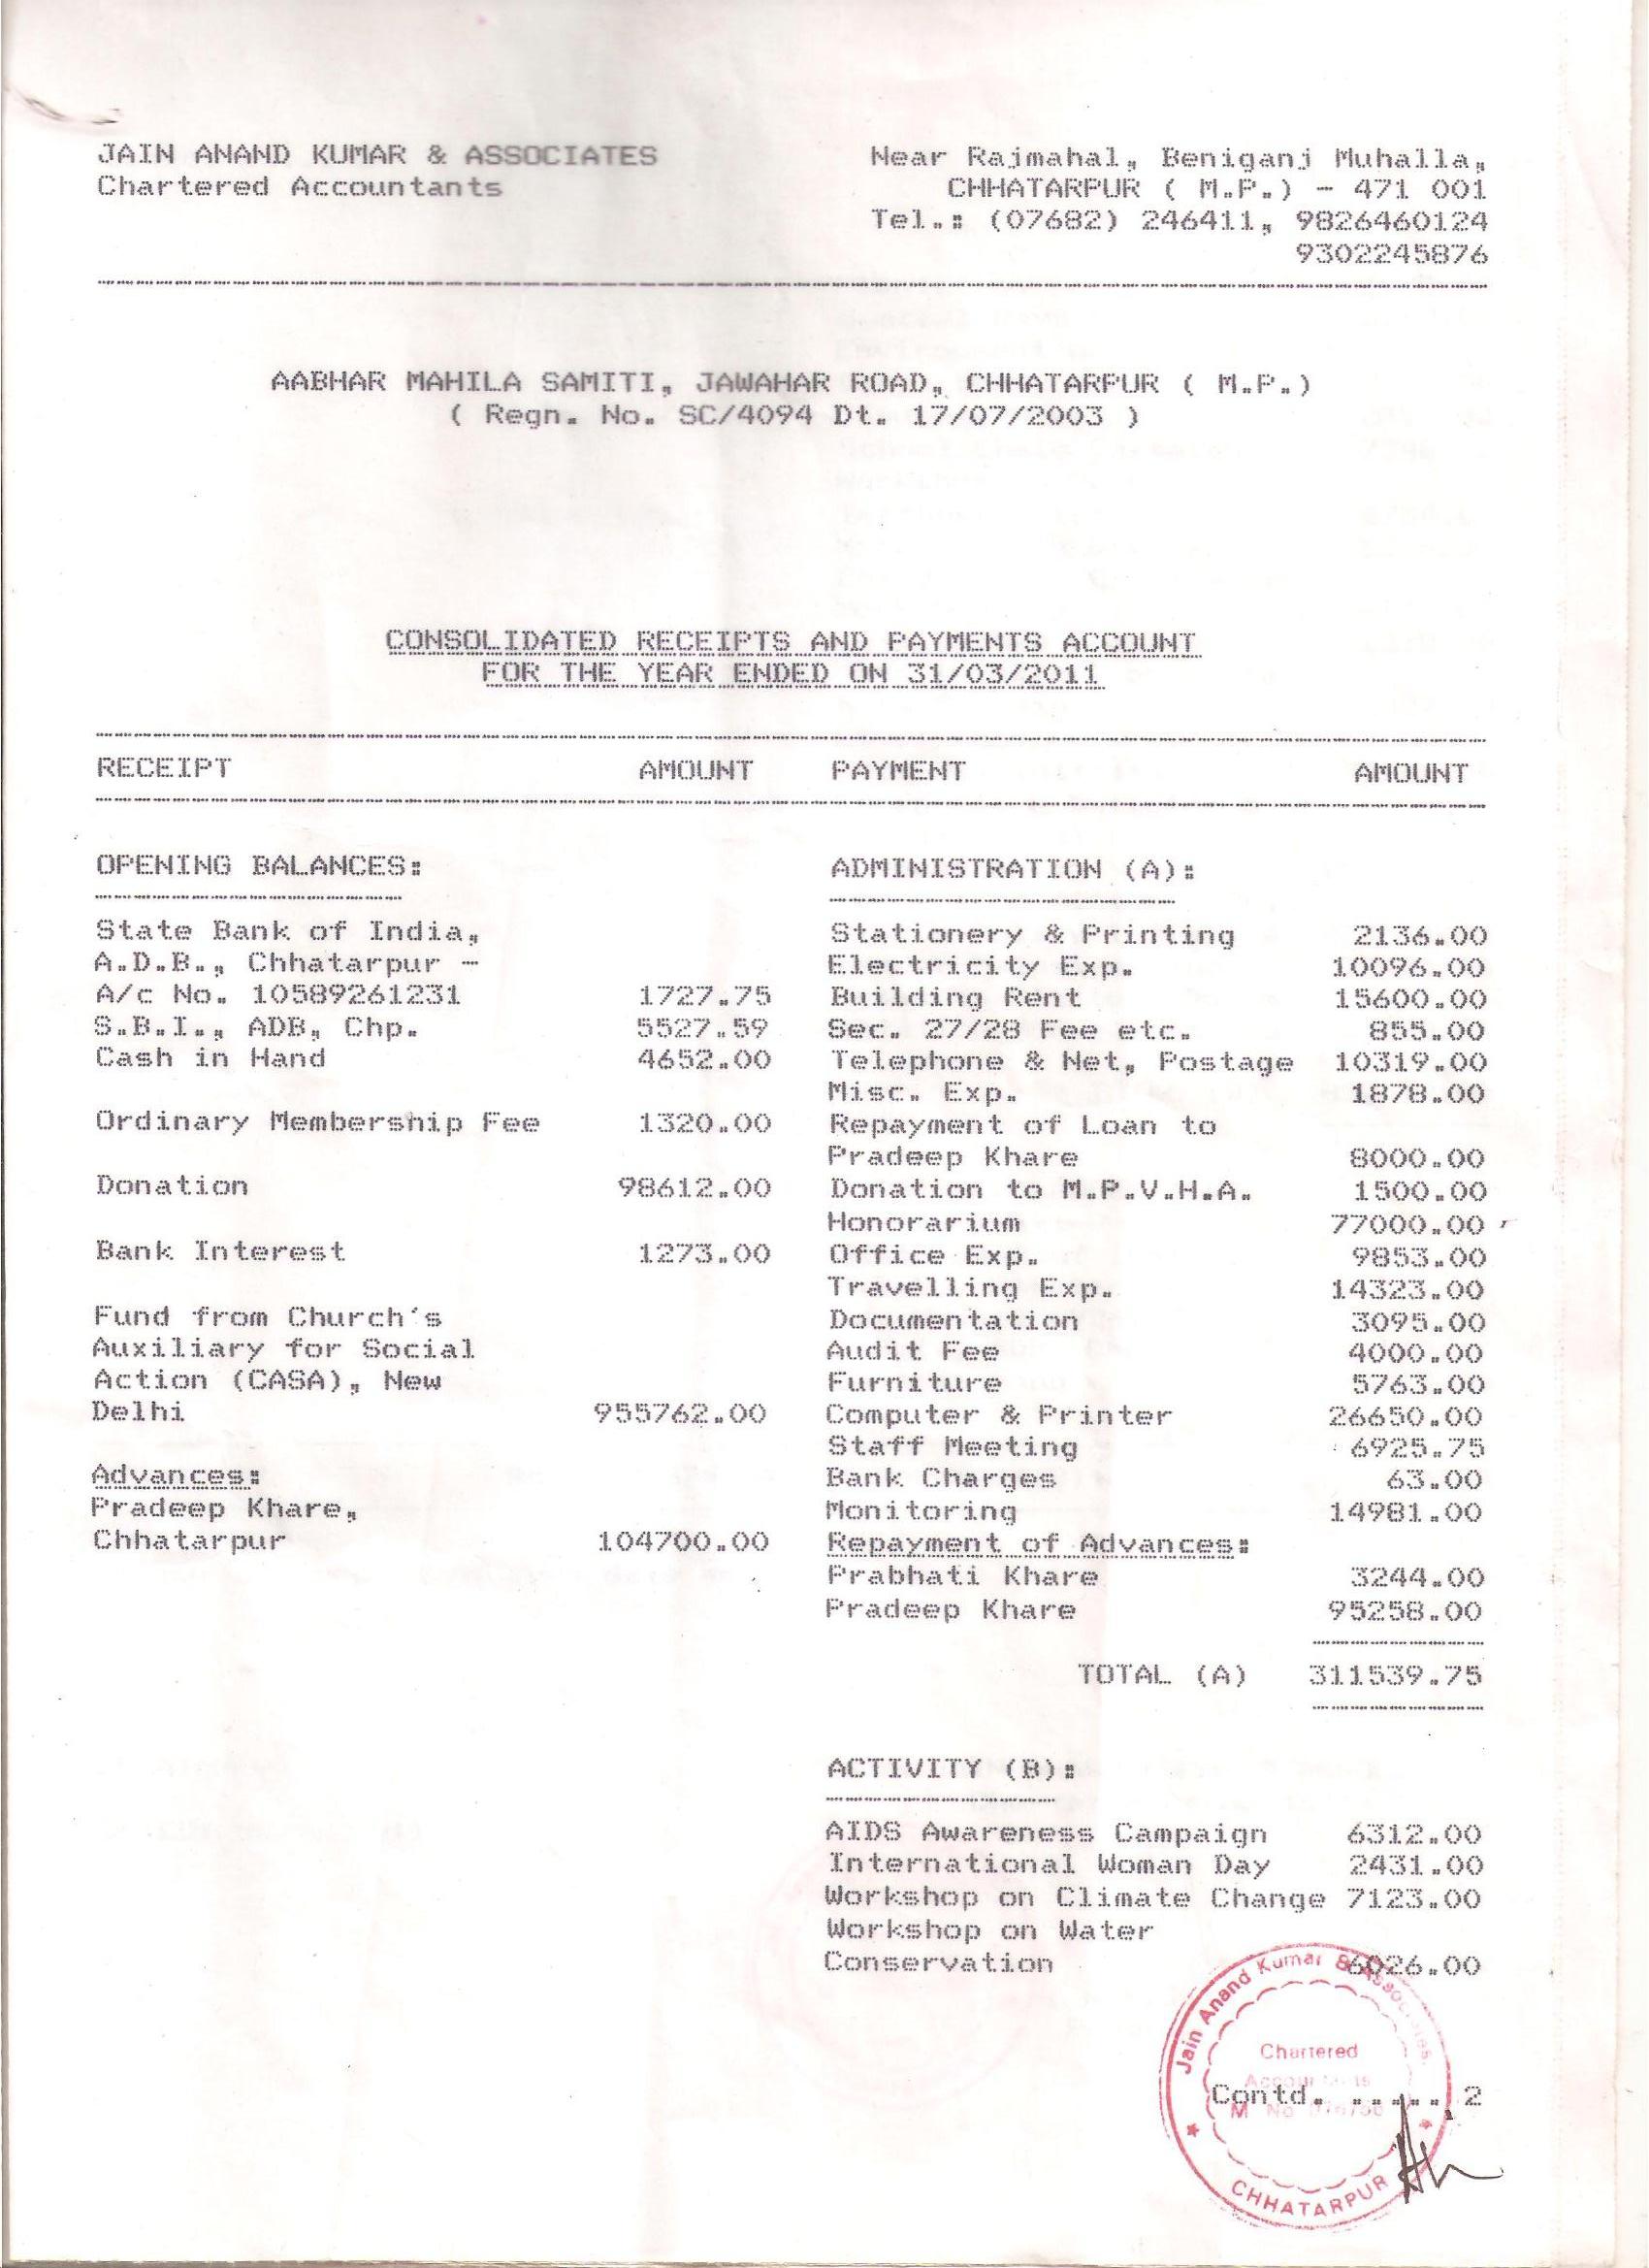 JAIN ANAND KUMAR & ASSOCIATES
Chartered Accountants
Near Rajmahal, Beniganj Muhalla,
CHHATARPUR ( M.P.) - 471 001
Tel.: (07682) 246411, 9826460124
9302245876
AABHAR MAHILA SAMITI, JAWAHAR ROAD, CHHATARPUR ( M.P.)
( Regn. No. SC/4094 Dt. 17/07/2003 )
CONSOLIDATED RECEIPTS AND PAYMENTS ACCOUNT
FOR THE YEAR ENDED ON 31/03/2011
RECEIPT AMOUNT PAYMENT AMOUNT
OPENING BALANCES:
State Bank of India,
A.D.B., Chhatarpur -
A/c No. 10589261231 1727.75
S.B.I., ADB, Chp. 5527.59
Cash in Hand 4652.00
Ordinary Membership Fee 1320.00
Donation 98612.00
Bank Interest 1273.00
Fund from Church's
Auxiliary for Social
Action (CASA), New
Delhi 955762.00
Advances:
Pradeep Khare,
Chhatarpur 104700.00
ADMINISTRATION (A):
Stationery & Printing 2136.00
Electricity Exp. 10096.00
Building Rent 15600.00
Sec. 27/28 Fee etc. 855.00
Telephone & Net, Postage 10319.00
Misc. Exp. 1878.00
Repayment of Loan to
Pradeep Khare 8000.00
Donation to M.P.V.H.A. 1500.00
Honorarium 77000.00
Office Exp. 9853.00
Travelling Exp. 14323.00
Documentation 3095.00
Audit Fee 4000.00
Furniture 5763.00
Computer & Printer 26650.00
Staff Meeting 6925.75
Bank Charges 63.00
Monitoring 14981.00
Repayment of Advances:
Prabhati Khare 3244.00
Pradeep Khare 95258.00
TOTAL (A) 311539.75
ACTIVITY (B):
AIDS Awareness Campaign 6312.00
International Woman Day 2431.00
Workshop on Climate Change 7123.00
Workshop on Water
Conservation 6026.00
Jain Anand Kumar & Associates
Chartered
Accountants
M No
CHHATARPUR
Contd. ...... 2